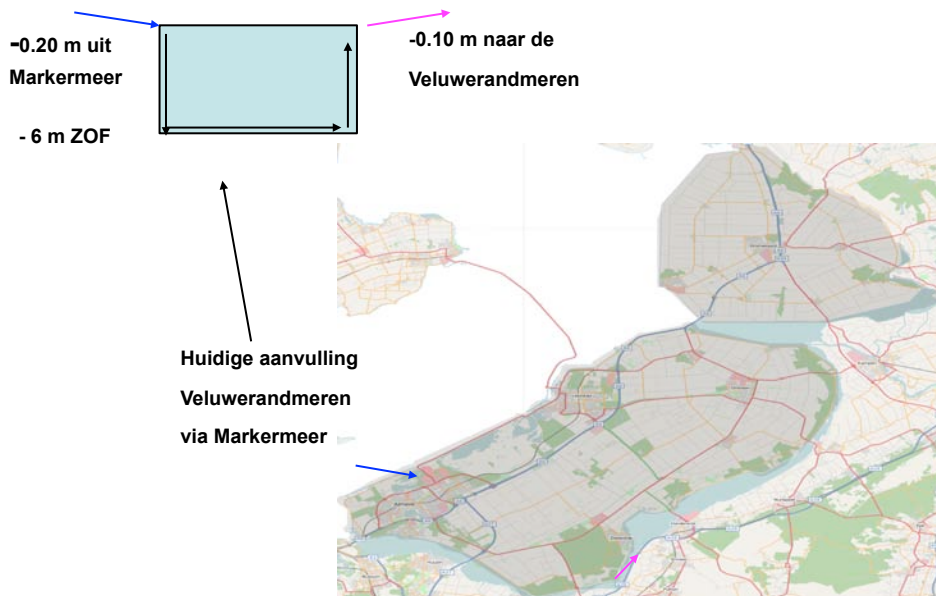 -0.20 m uit
Markermeer
-0.10 m naar de
Veluwerandmeren
- 6 m ZOF
Huidige aanvulling
Veluwerandmeren
via Markermeer